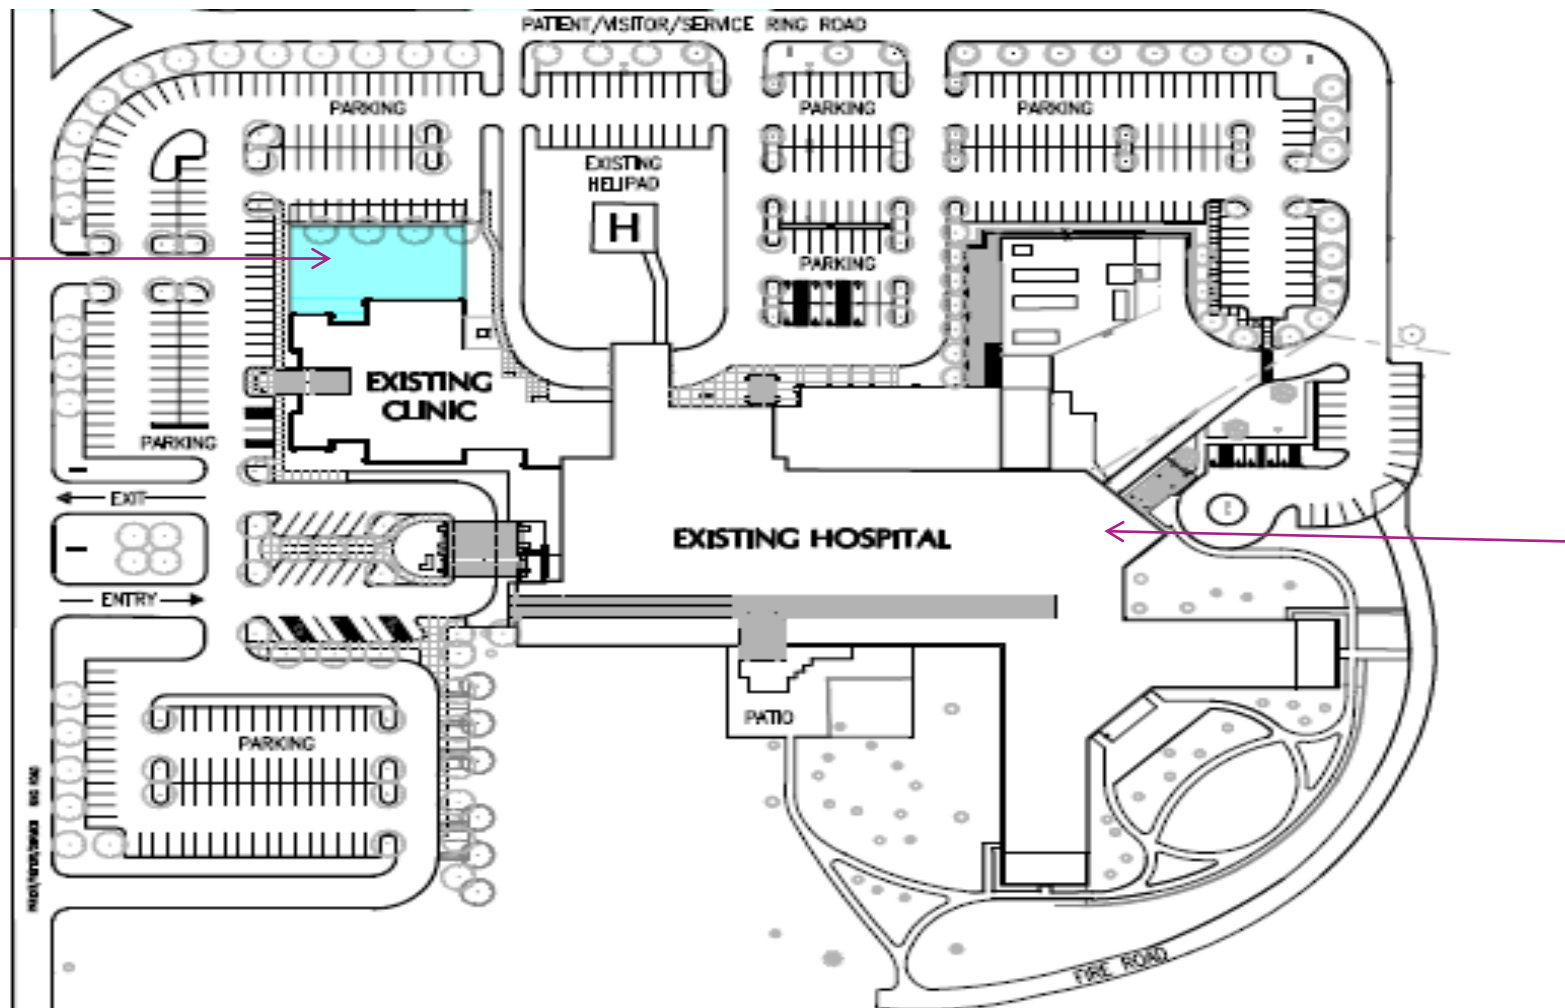 PATIENT/VISITOR/SERVICE RING ROAD
PARKING
PARKING
PARKING
EXISTING
HELIPAD
H
PARKING
EXISTING
CLINIC
PARKING
EXIT
EXISTING HOSPITAL
ENTRY
PATIO
PARKING
FIRE ROAD